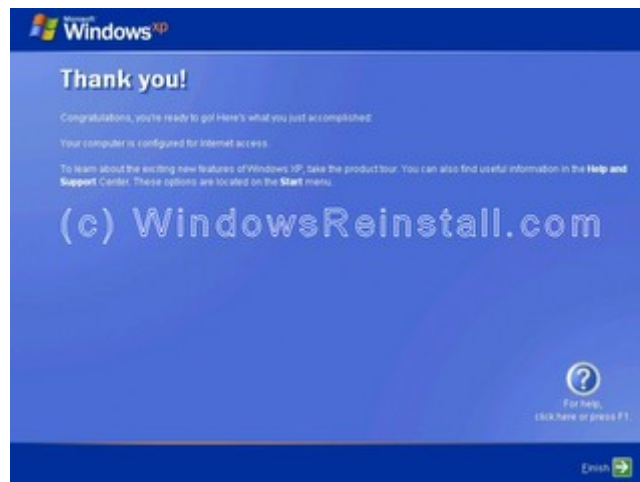 Microsoft
Windows xp
Thank you!
Congratulations, you're ready to go! Here's what you just accomplished:
Your computer is configured for Internet access.
To learn about the exciting new features of Windows XP, take the product tour. You can also find useful information in the Help and
Support Center. These options are located on the Start menu.
(c) WindowsReinstall.com
For help,
click here or press F1.
Finish